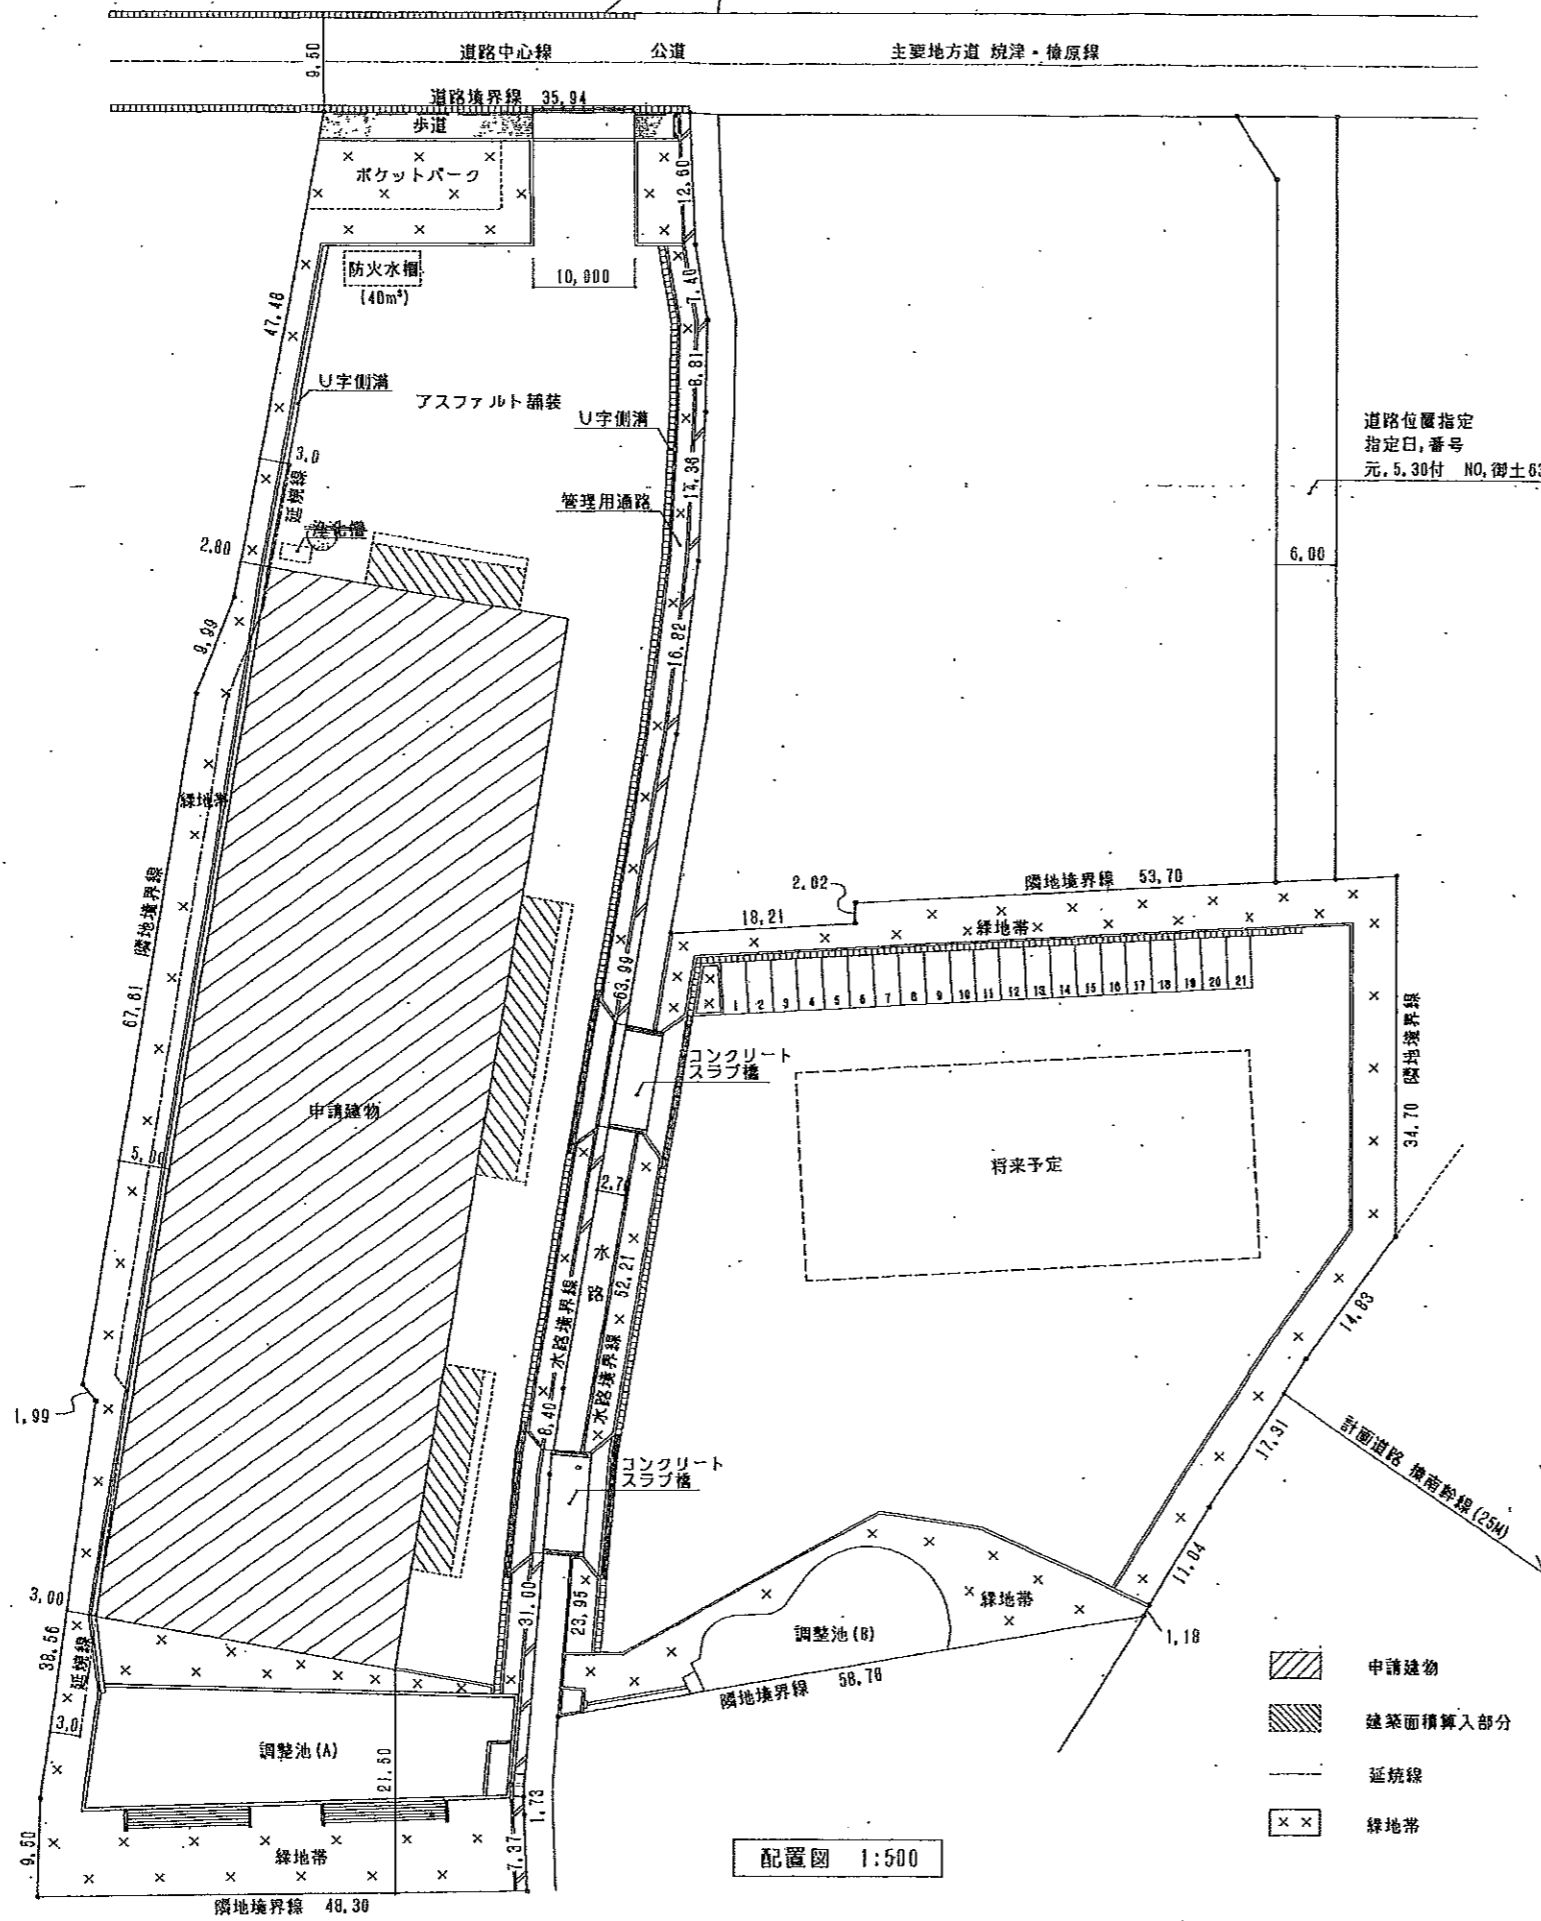 9.50
道路中心線
公道
主要地方道 焼津・榛原線
道路境界線 35.94
歩道
ポケットパーク
12.60
防火水槽
(40m³)
10,000
7.40
47.48
8.81
U字側溝
アスファルト舗装
U字側溝
道路位置指定
指定日,番号
元.5.30付 NO.御土63
3.0
延焼線
14.36
管理用通路
浄化槽
2.80
6.00
9.99
16.82
緑地帯
隣地境界線
67.81
2.02
隣地境界線 53.70
18.21
緑地帯
63.99
1 2 3 4 5 6 7 8 9 10 11 12 13 14 15 16 17 18 19 20 21
コンクリート
スラブ橋
隣地境界線
34.70
申請建物
5.00
将来予定
2.7
水路
52.21
水路境界線
水路境界線
8.40
14.83
1.99
17.31
計画道路 榛南幹線(25M)
コンクリート
スラブ橋
11.04
3.00
31.00
23.95
緑地帯
調整池(B)
1.18
38.56
延焼線
隣地境界線 58.78
3.0
調整池(A)
21.50
1.73
9.50
7.37
緑地帯
隣地境界線 48.30
配置図 1:500
申請建物
建築面積算入部分
延焼線
緑地帯